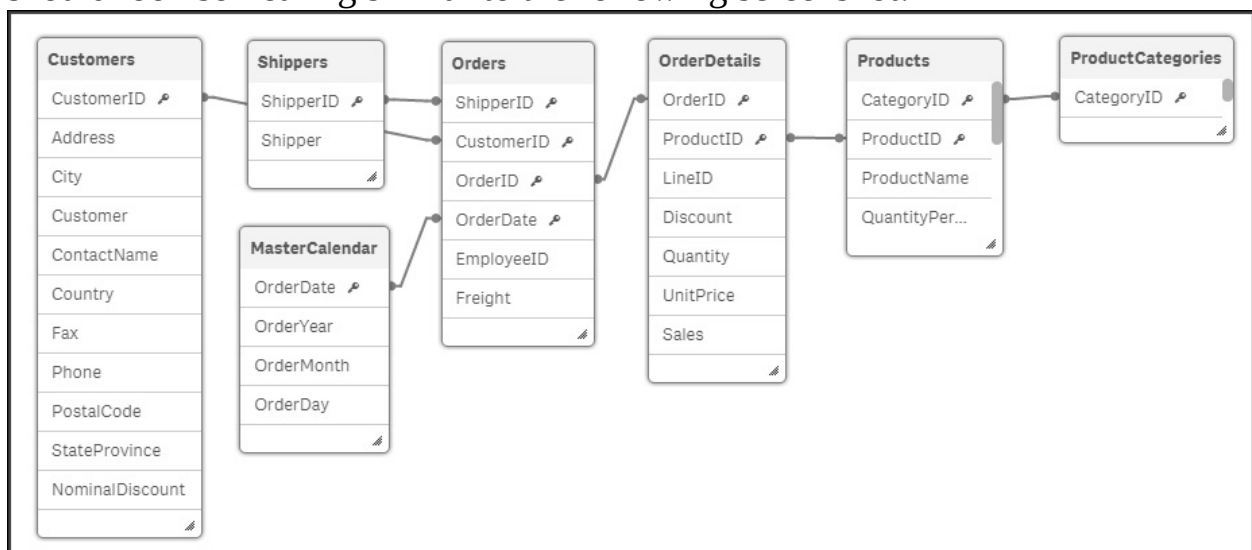 Customers
CustomerID
Address
City
Customer
ContactName
Country
Fax
Phone
PostalCode
StateProvince
NominalDiscount
Shippers
ShipperID
Shipper
MasterCalendar
OrderDate
OrderYear
OrderMonth
OrderDay
Orders
ShipperID
CustomerID
OrderID
OrderDate
EmployeeID
Freight
OrderDetails
OrderID
ProductID
LineID
Discount
Quantity
UnitPrice
Sales
Products
CategoryID
ProductID
ProductName
QuantityPer...
ProductCategories
CategoryID